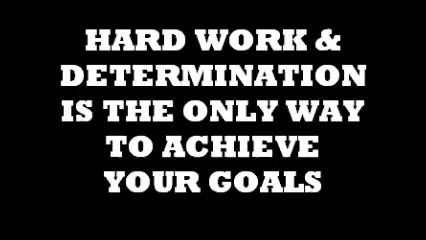 HARD WORK &
DETERMINATION
IS THE ONLY WAY
TO ACHIEVE
YOUR GOALS